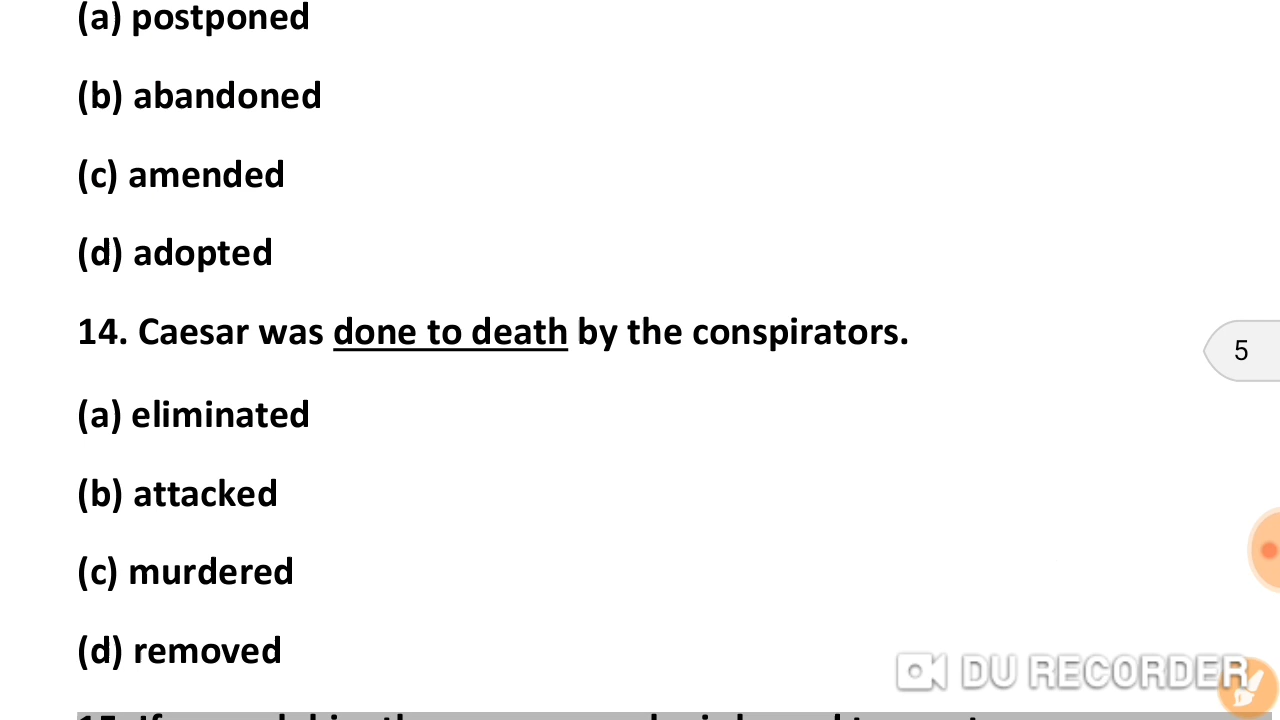 (a) postponed
(b) abandoned
(c) amended
(d) adopted
14. Caesar was done to death by the conspirators.
5
(a) eliminated
(b) attacked
(c) murdered
(d) removed
DU RECORDER